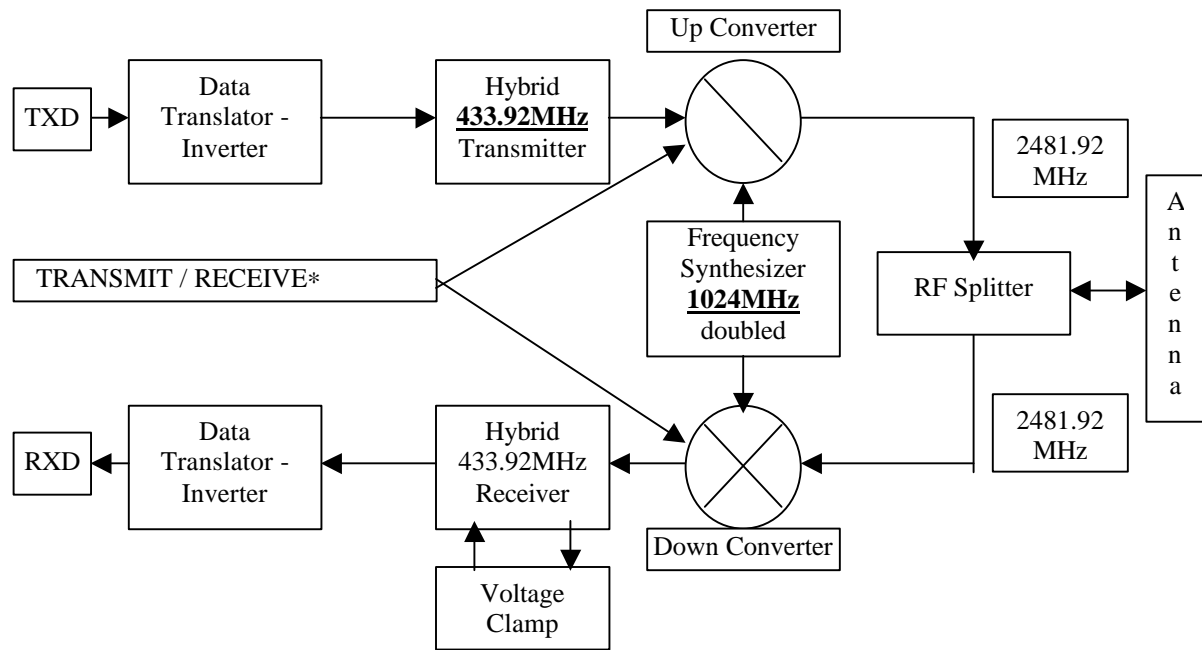 Up Converter
TXD
Data
Translator -
Inverter
Hybrid
433.92MHz
Transmitter
2481.92
MHz
A
n
t
e
n
n
a
TRANSMIT / RECEIVE*
Frequency
Synthesizer
1024MHz
doubled
RF Splitter
2481.92
MHz
RXD
Data
Translator -
Inverter
Hybrid
433.92MHz
Receiver
Down Converter
Voltage
Clamp